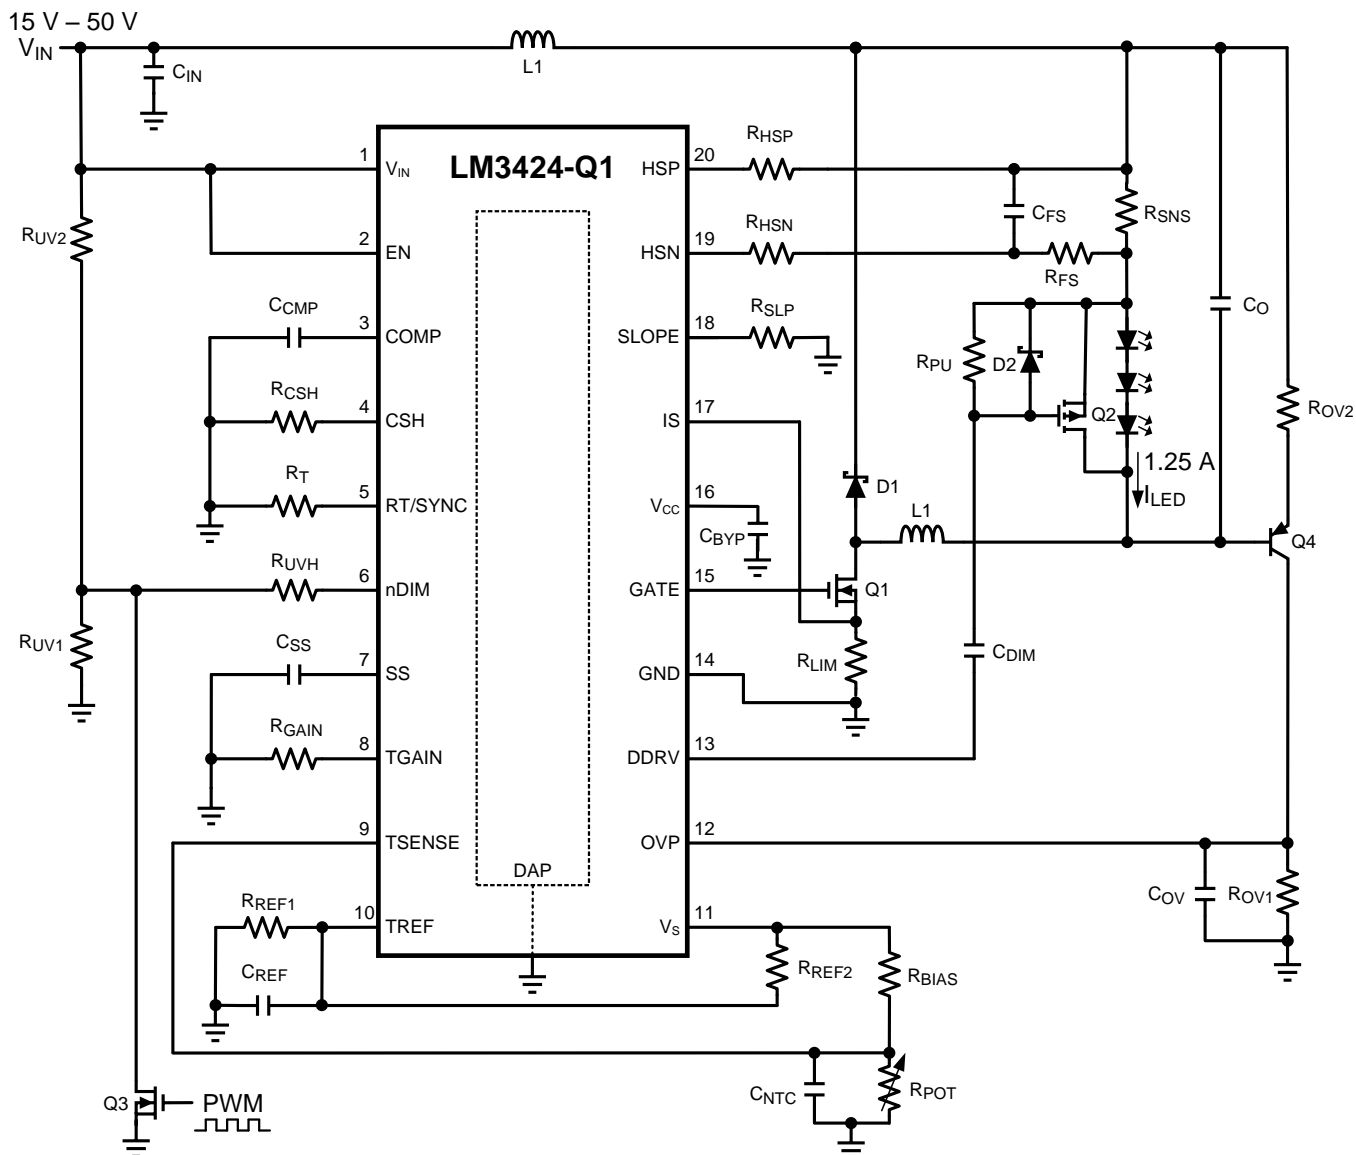 15 V – 50 V
VIN
CIN
L1
LM3424-Q1
1
VIN
HSP
20
RHSP
RUV2
2
EN
HSN
19
RHSN
CFS
RFS
RSNS
CCMP
3
COMP
SLOPE
18
RSLP
CO
RPU
D2
Q2
ROV2
RCSH
4
CSH
IS
17
1.25 A
ILED
RT
5
RT/SYNC
VCC
16
CBYP
D1
L1
Q4
RUVH
6
nDIM
GATE
15
Q1
RUV1
CSS
7
SS
GND
14
RLIM
CDIM
RGAIN
8
TGAIN
DDRV
13
9
TSENSE
OVP
12
DAP
COV
ROV1
RREF1
10
TREF
VS
11
CREF
RREF2
RBIAS
CNTC
RPOT
Q3
PWM